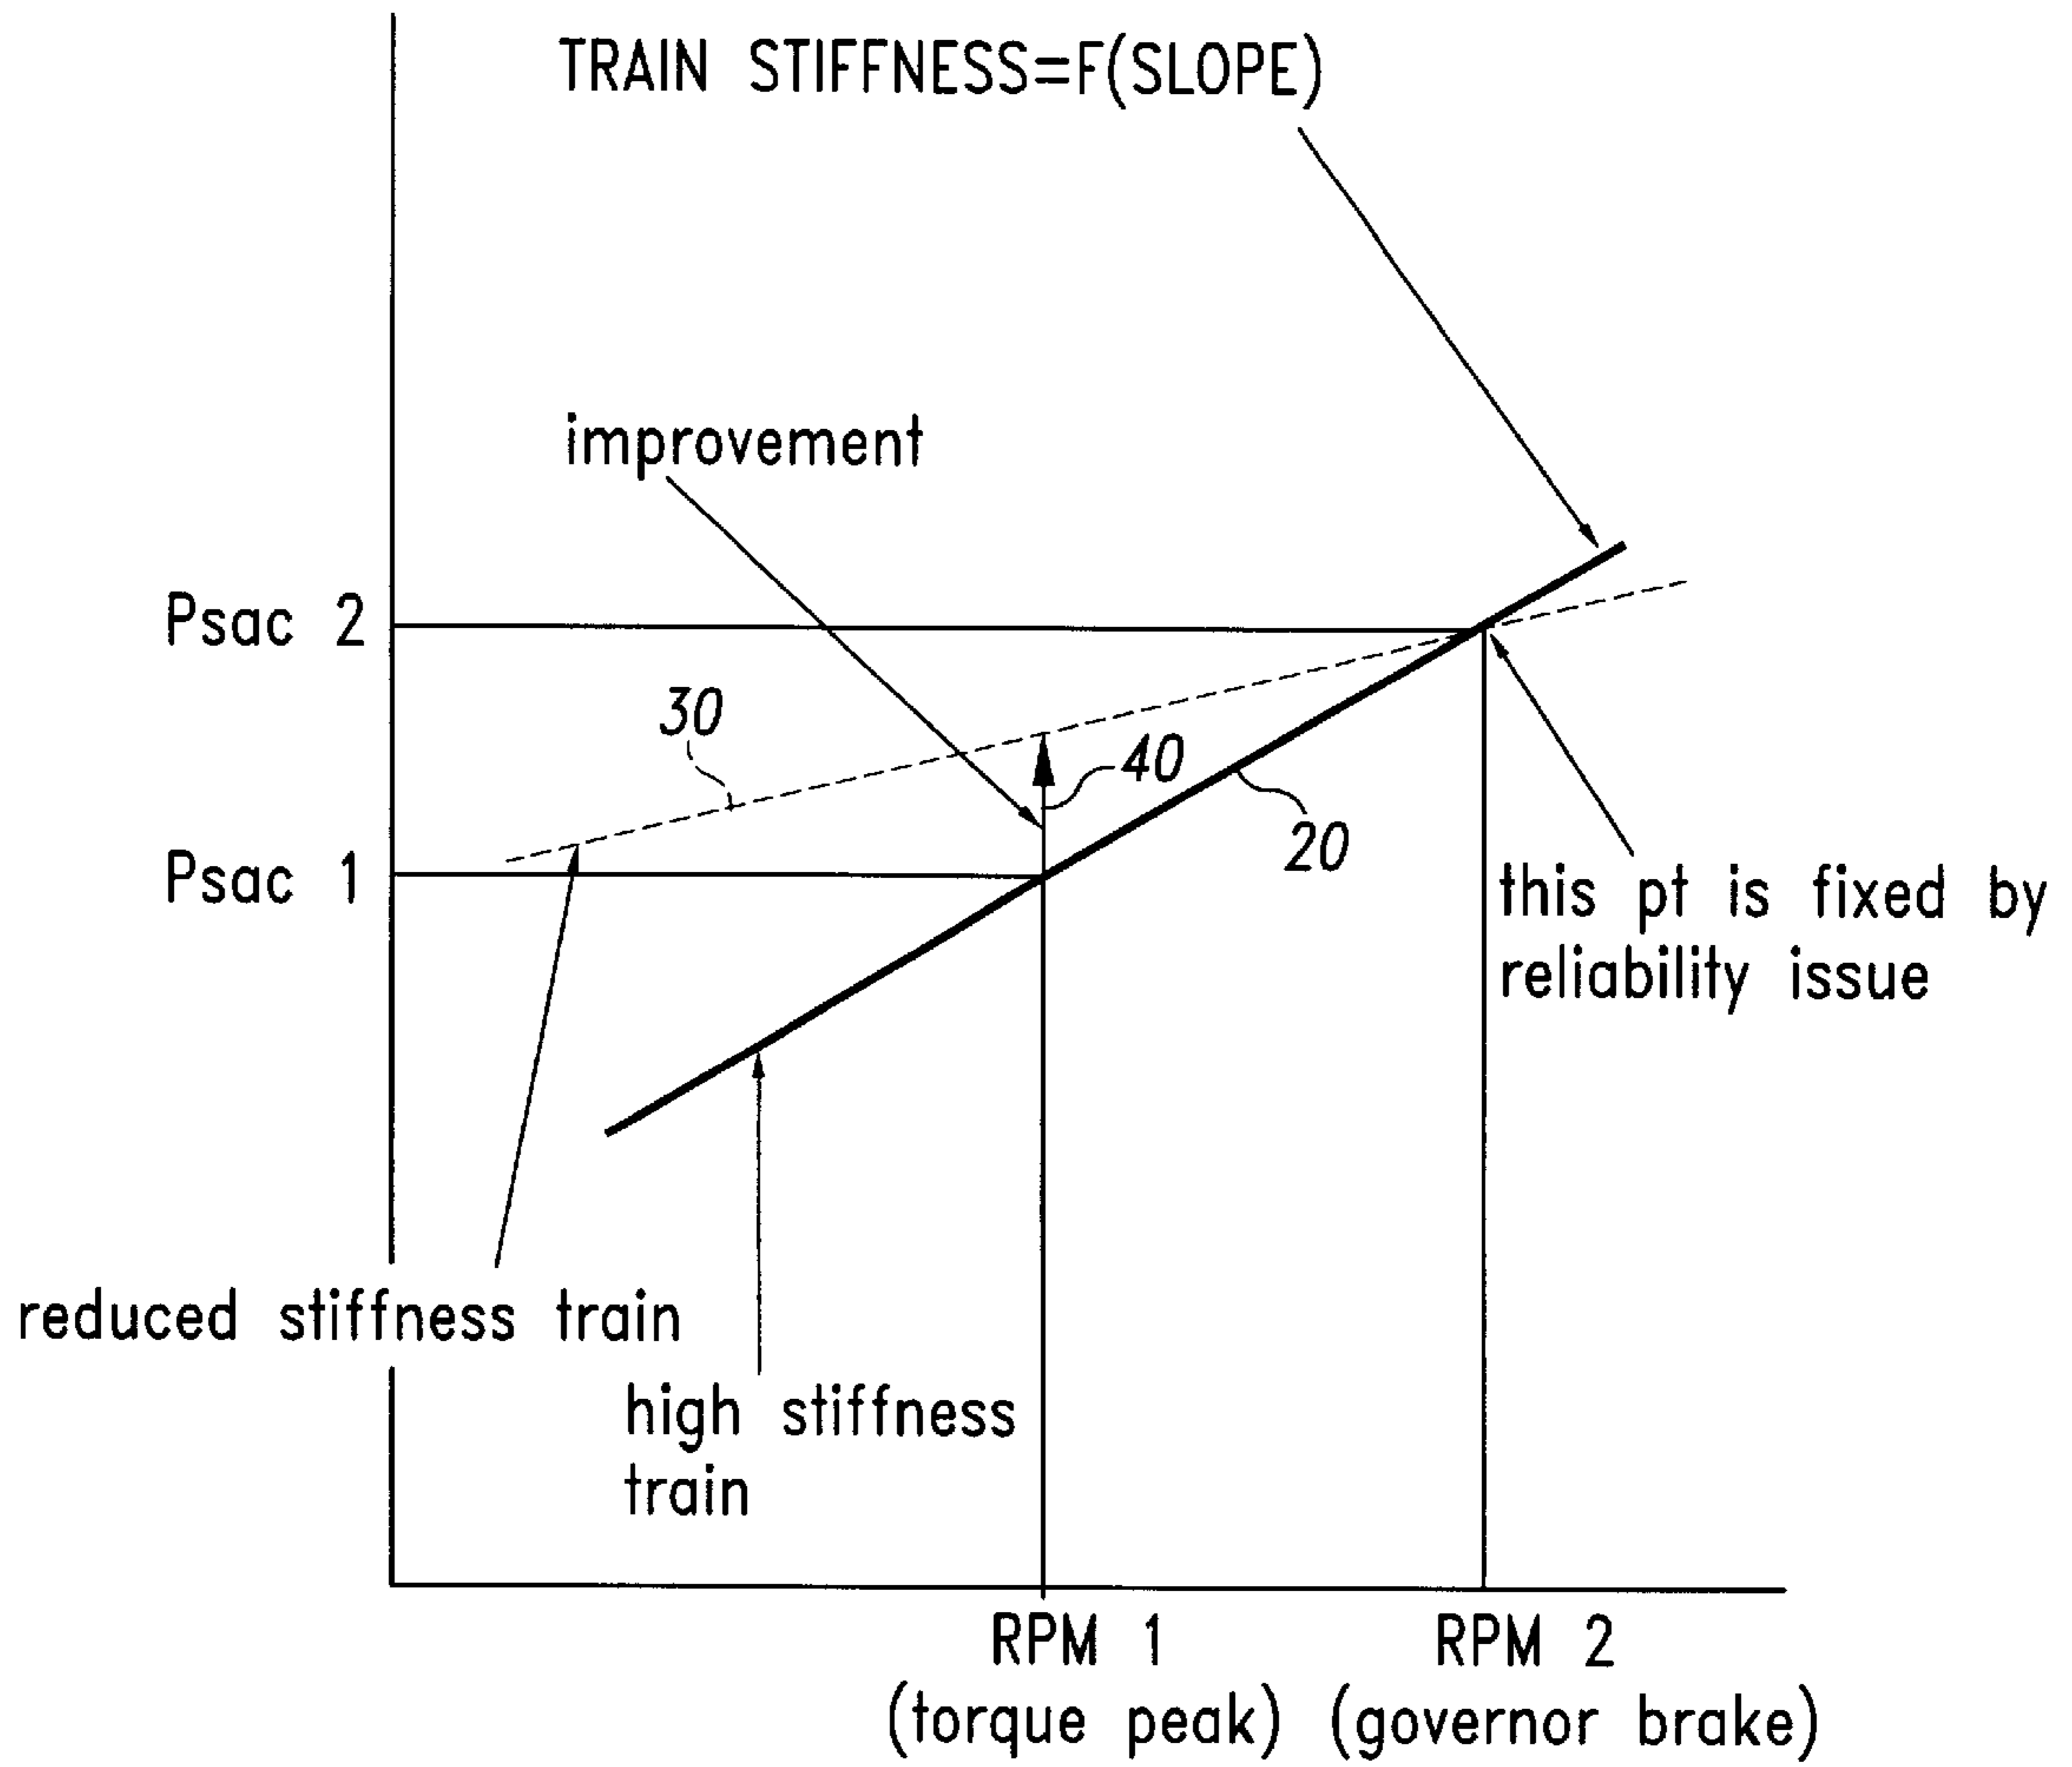 TRAIN STIFFNESS=F(SLOPE)
improvement
Psac 2
30
40
20
Psac 1
this pt is fixed by
reliability issue
reduced stiffness train
high stiffness
train
RPM 1
(torque peak)
RPM 2
(governor brake)